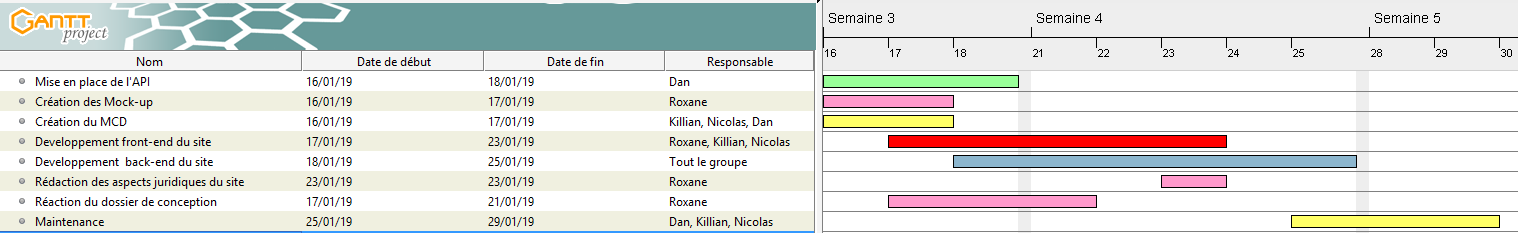 GANTT
project
Semaine 3 Semaine 4 Semaine 5
16 17 18 21 22 23 24 25 28 29 30
Nom Date de début Date de fin Responsable
Mise en place de l'API 16/01/19 18/01/19 Dan
Création des Mock-up 16/01/19 17/01/19 Roxane
Création du MCD 16/01/19 17/01/19 Killian, Nicolas, Dan
Developpement front-end du site 17/01/19 23/01/19 Roxane, Killian, Nicolas
Developpement back-end du site 18/01/19 25/01/19 Tout le groupe
Rédaction des aspects juridiques du site 23/01/19 23/01/19 Roxane
Réaction du dossier de conception 17/01/19 21/01/19 Roxane
Maintenance 25/01/19 29/01/19 Dan, Killian, Nicolas